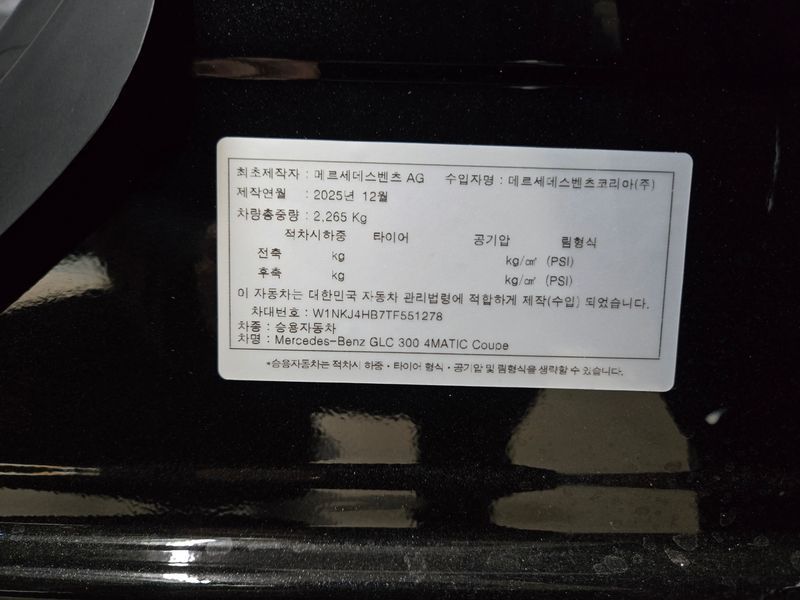 최초제작자 : 메르세데스벤츠 AG 수입자명 : 메르세데스벤츠코리아(주)
제작연월 : 2025년 12월
차량총중량 : 2,265 Kg
적차시하중 타이어 공기압 림형식
전축 kg kg/㎠ (PSI)
후축 kg kg/㎠ (PSI)
이 자동차는 대한민국 자동차 관리법령에 적합하게 제작(수입) 되었습니다.
차대번호 : W1NKJ4HB7TF551278
차종 : 승용자동차
차명 : Mercedes-Benz GLC 300 4MATIC Coupe
*승용자동차는 적차시 하중·타이어 형식·공기압 및 림형식을 생략할 수 있습니다.